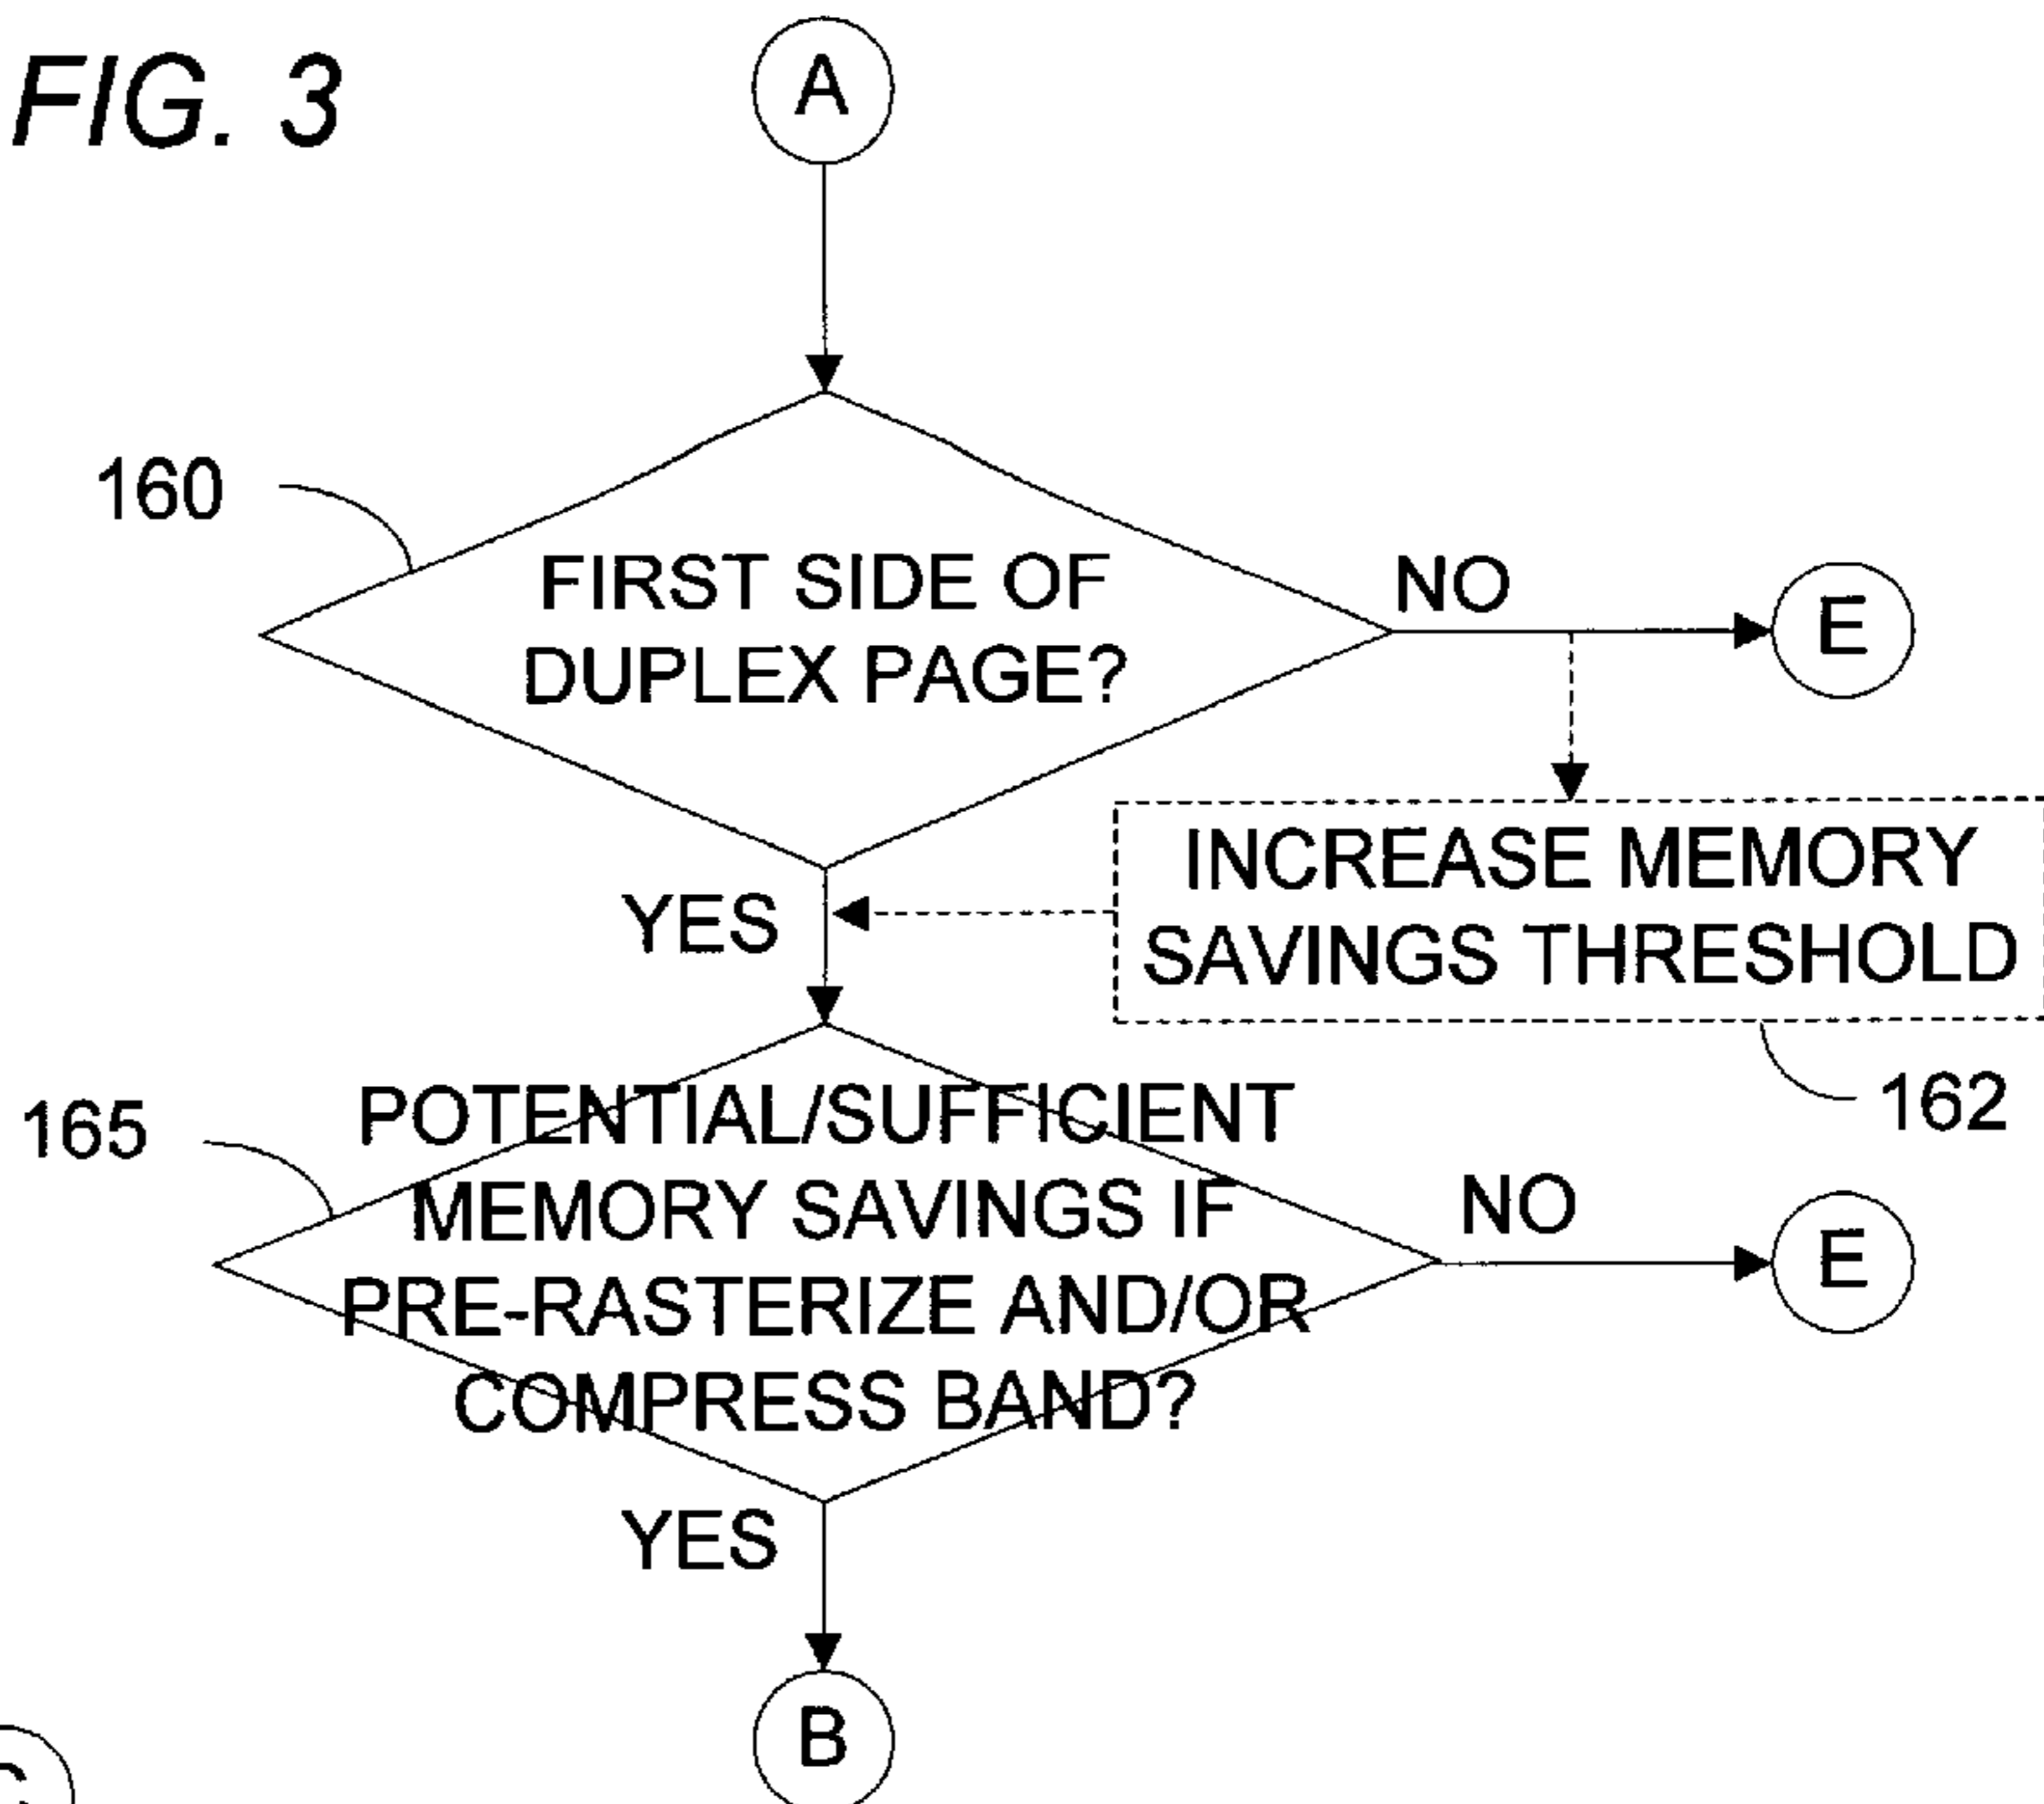 FIG. 3
A
160
FIRST SIDE OF
DUPLEX PAGE?
NO
E
INCREASE MEMORY
SAVINGS THRESHOLD
YES
162
165
POTENTIAL/SUFFICIENT
MEMORY SAVINGS IF
PRE-RASTERIZE AND/OR
COMPRESS BAND?
NO
E
YES
B